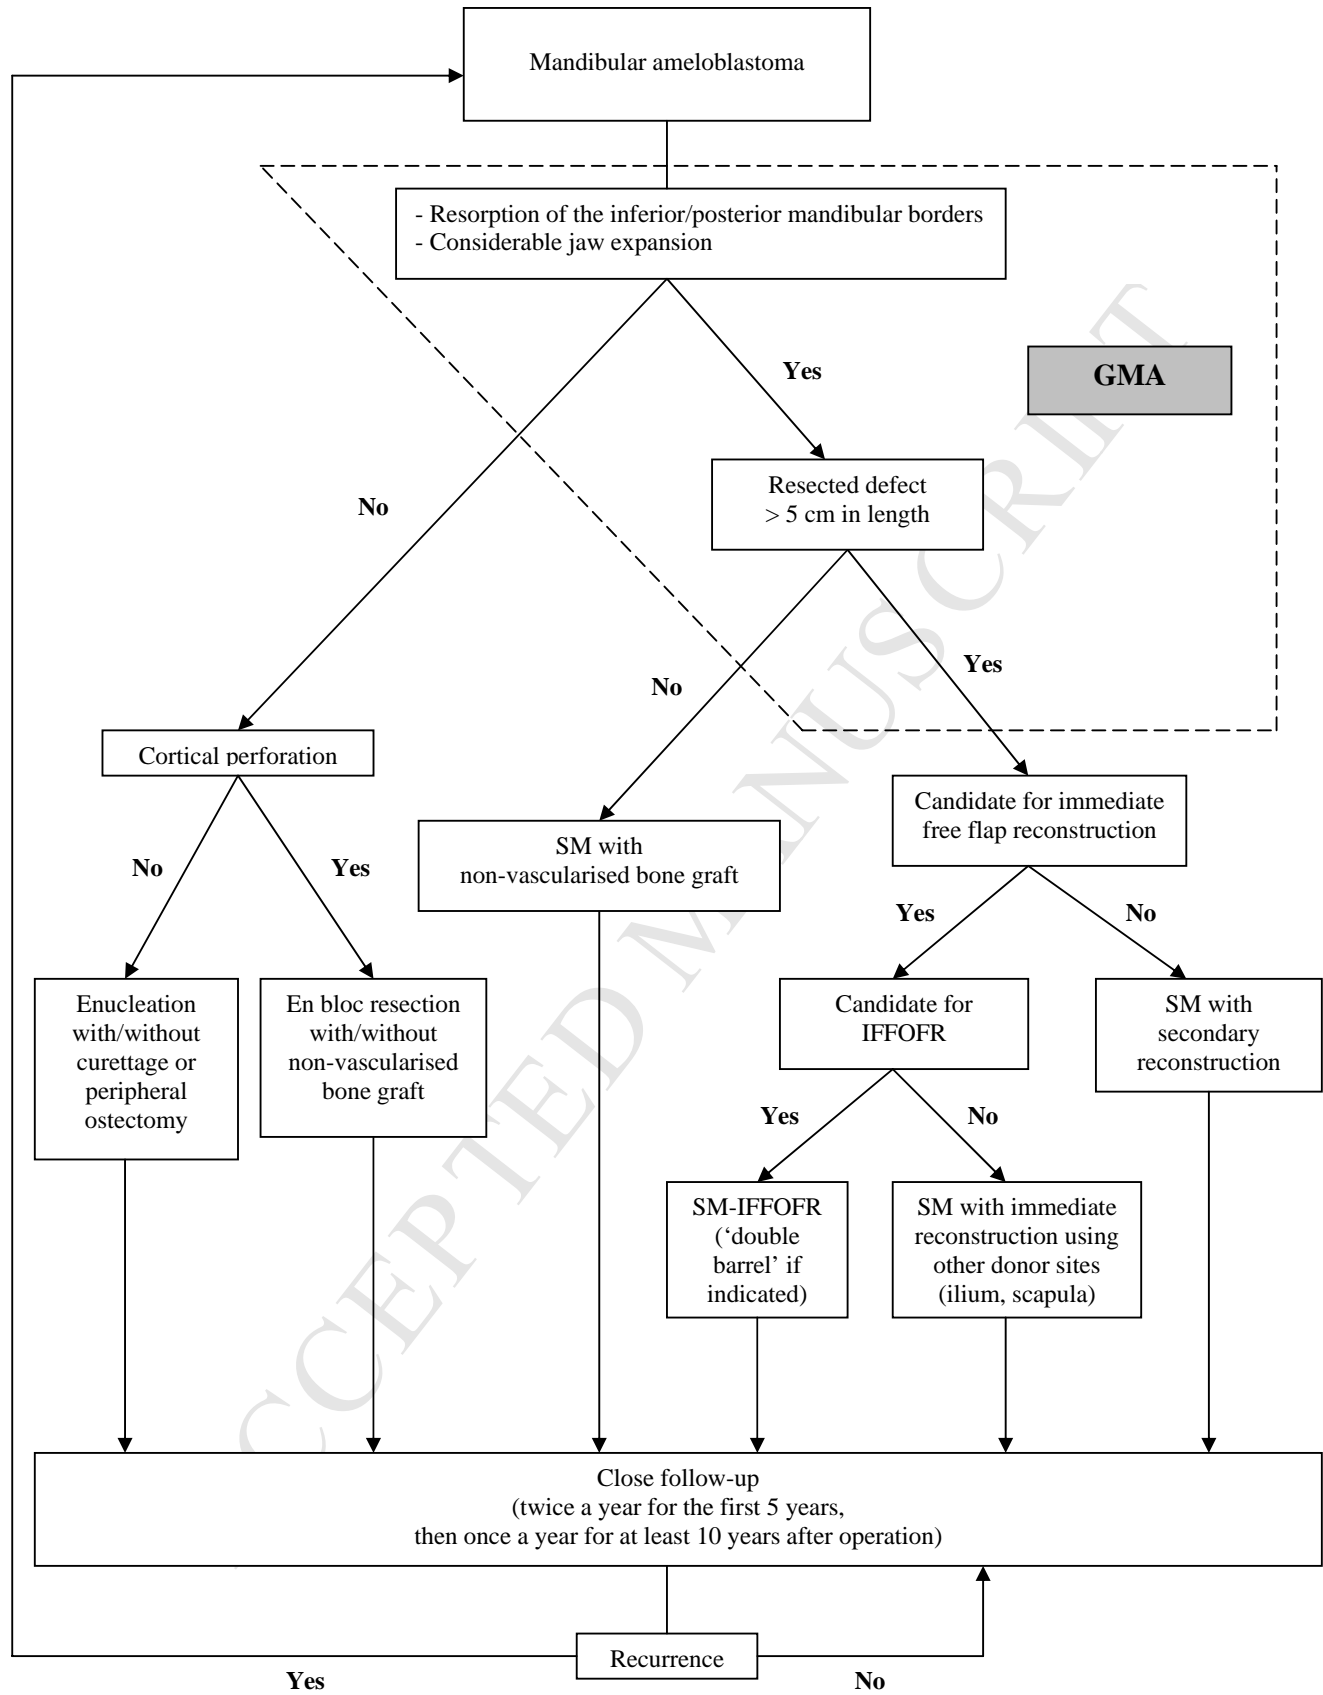 Mandibular ameloblastoma
- Resorption of the inferior/posterior mandibular borders
- Considerable jaw expansion
Yes
GMA
No
Resected defect
> 5 cm in length
No
Yes
Cortical perforation
Candidate for immediate
free flap reconstruction
SM with
non-vascularised bone graft
No
Yes
Yes
No
Enucleation
with/without
curettage or
peripheral
ostectomy
En bloc resection
with/without
non-vascularised
bone graft
Candidate for
IFFOFR
SM with
secondary
reconstruction
Yes
No
SM-IFFOFR
(‘double
barrel’ if
indicated)
SM with immediate
reconstruction using
other donor sites
(ilium, scapula)
Close follow-up
(twice a year for the first 5 years,
then once a year for at least 10 years after operation)
Recurrence
Yes
No
CCEPTED MANUSCRIPT